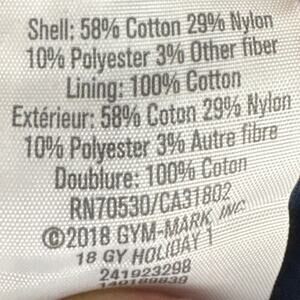 Shell: 58% Cotton 29% Nylon
10% Polyester 3% Other fiber
Lining: 100% Cotton
Extérieur: 58% Coton 29% Nylon
10% Polyester 3% Autre fibre
Doublure: 100% Coton
RN70530/CA31802
©2018 GYM-MARK, INC.
18 GY HOLIDAY 1
241923298